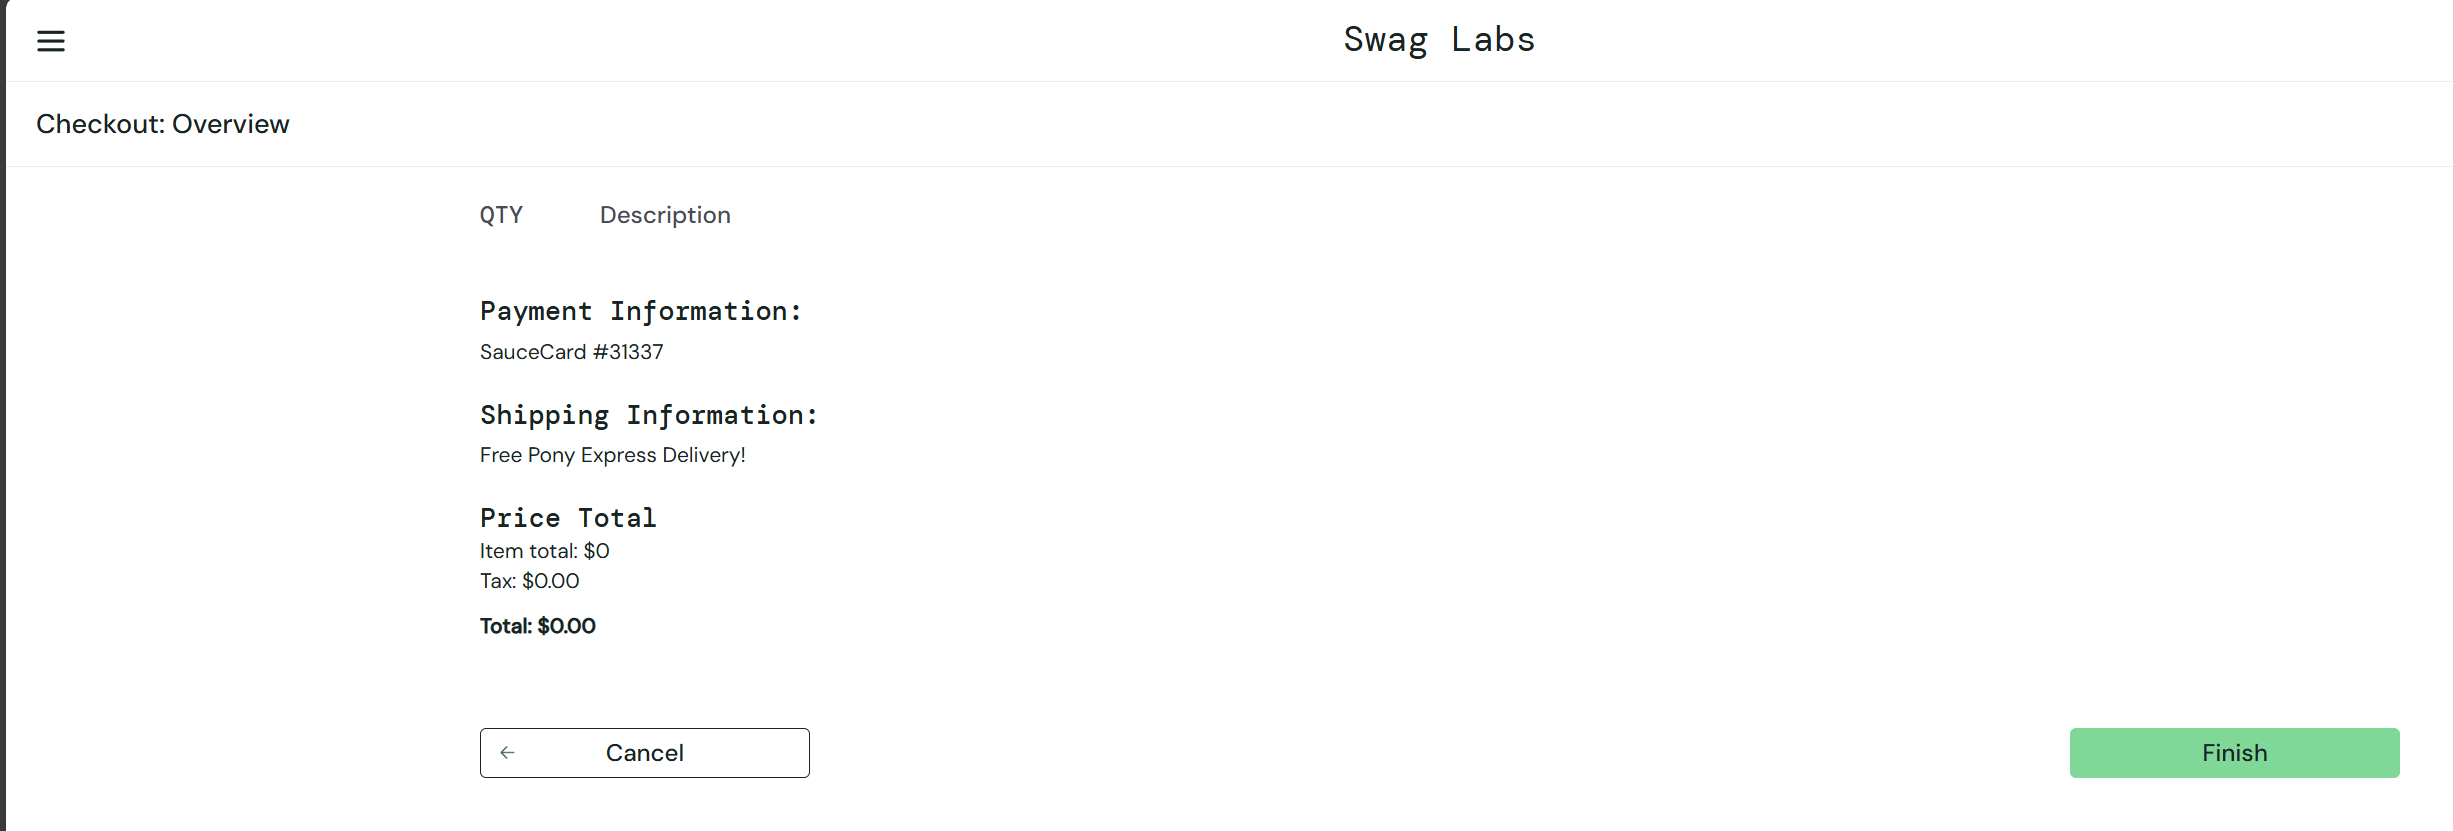 Swag Labs
Checkout: Overview
QTY Description
Payment Information:
SauceCard #31337
Shipping Information:
Free Pony Express Delivery!
Price Total
Item total: $0
Tax: $0.00
Total: $0.00
Cancel Finish